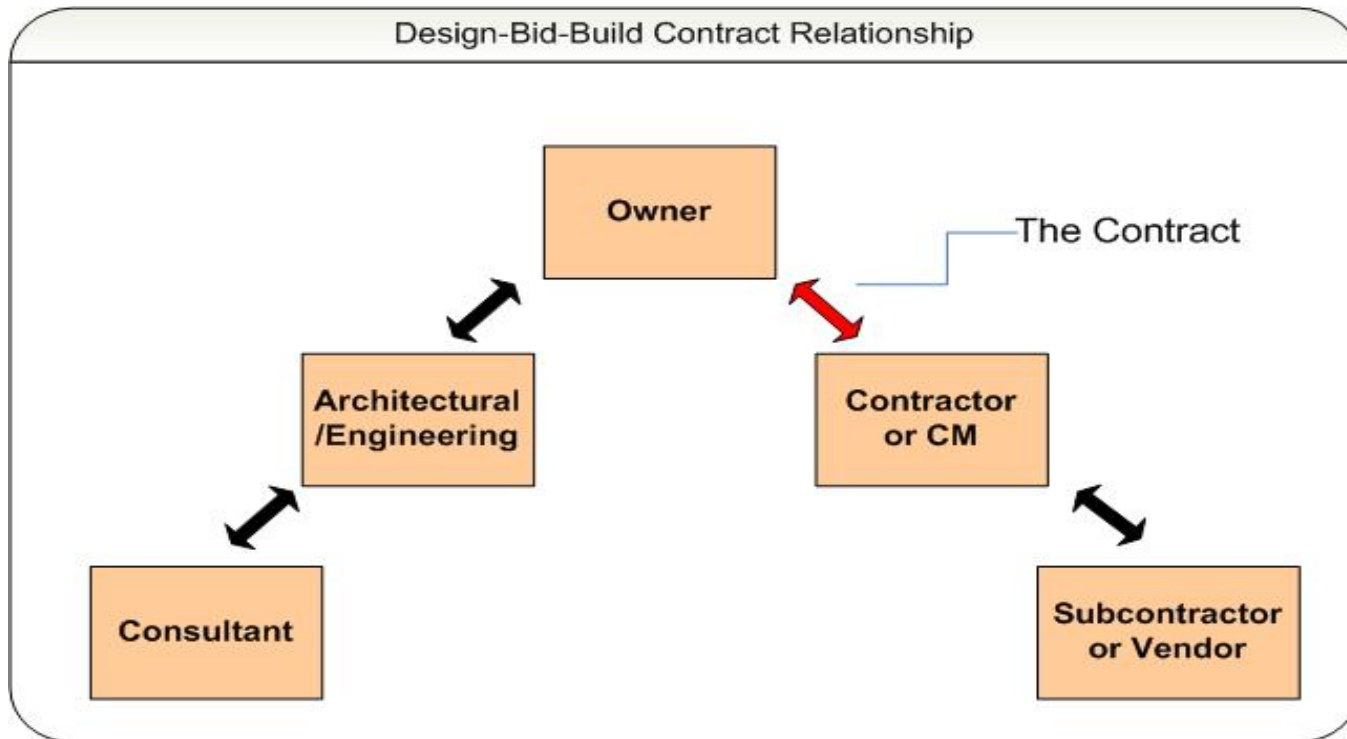 Design-Bid-Build Contract Relationship
Owner
The Contract
Architectural
/Engineering
Contractor
or CM
Consultant
Subcontractor
or Vendor